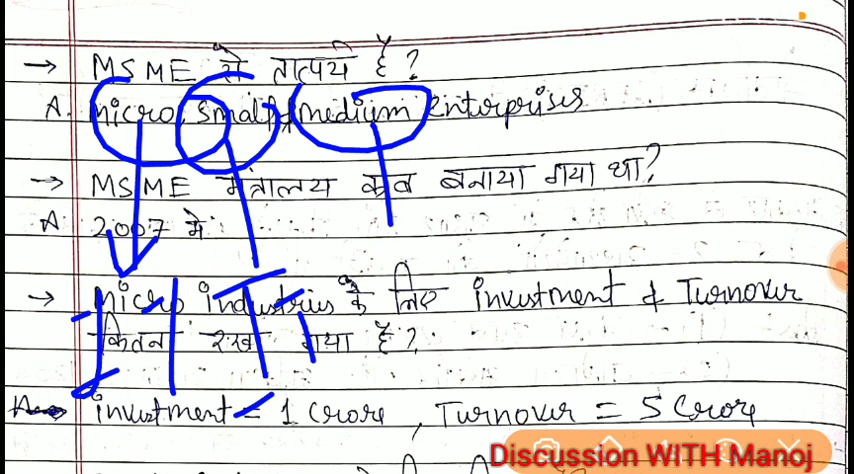 → MSME से तात्पर्य है?
A. Micro, Small & Medium Enterprises
→ MSME मंत्रालय कब बनाया गया था?
A 2007 में
→ Micro industries के लिए investment & Turnover
कितना रखा गया है?
investment = 1 Crore, Turnover = 5 Crore
Discussion WITH Manoj